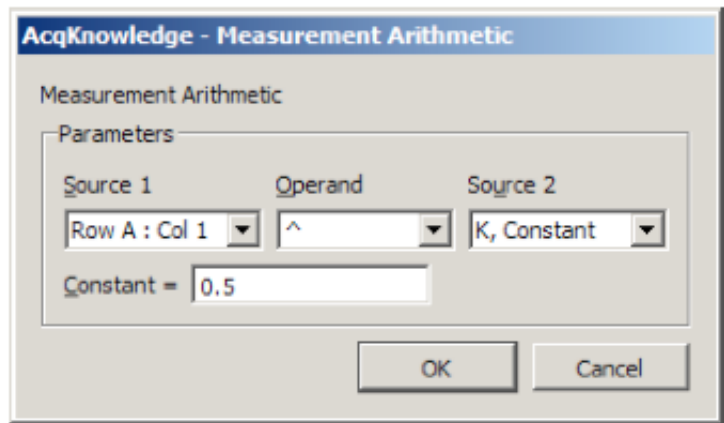 AcqKnowledge - Measurement Arithmetic
Measurement Arithmetic
Parameters
Source 1 Operand Source 2
Row A : Col 1 ^ K, Constant
Constant = 0.5
OK Cancel